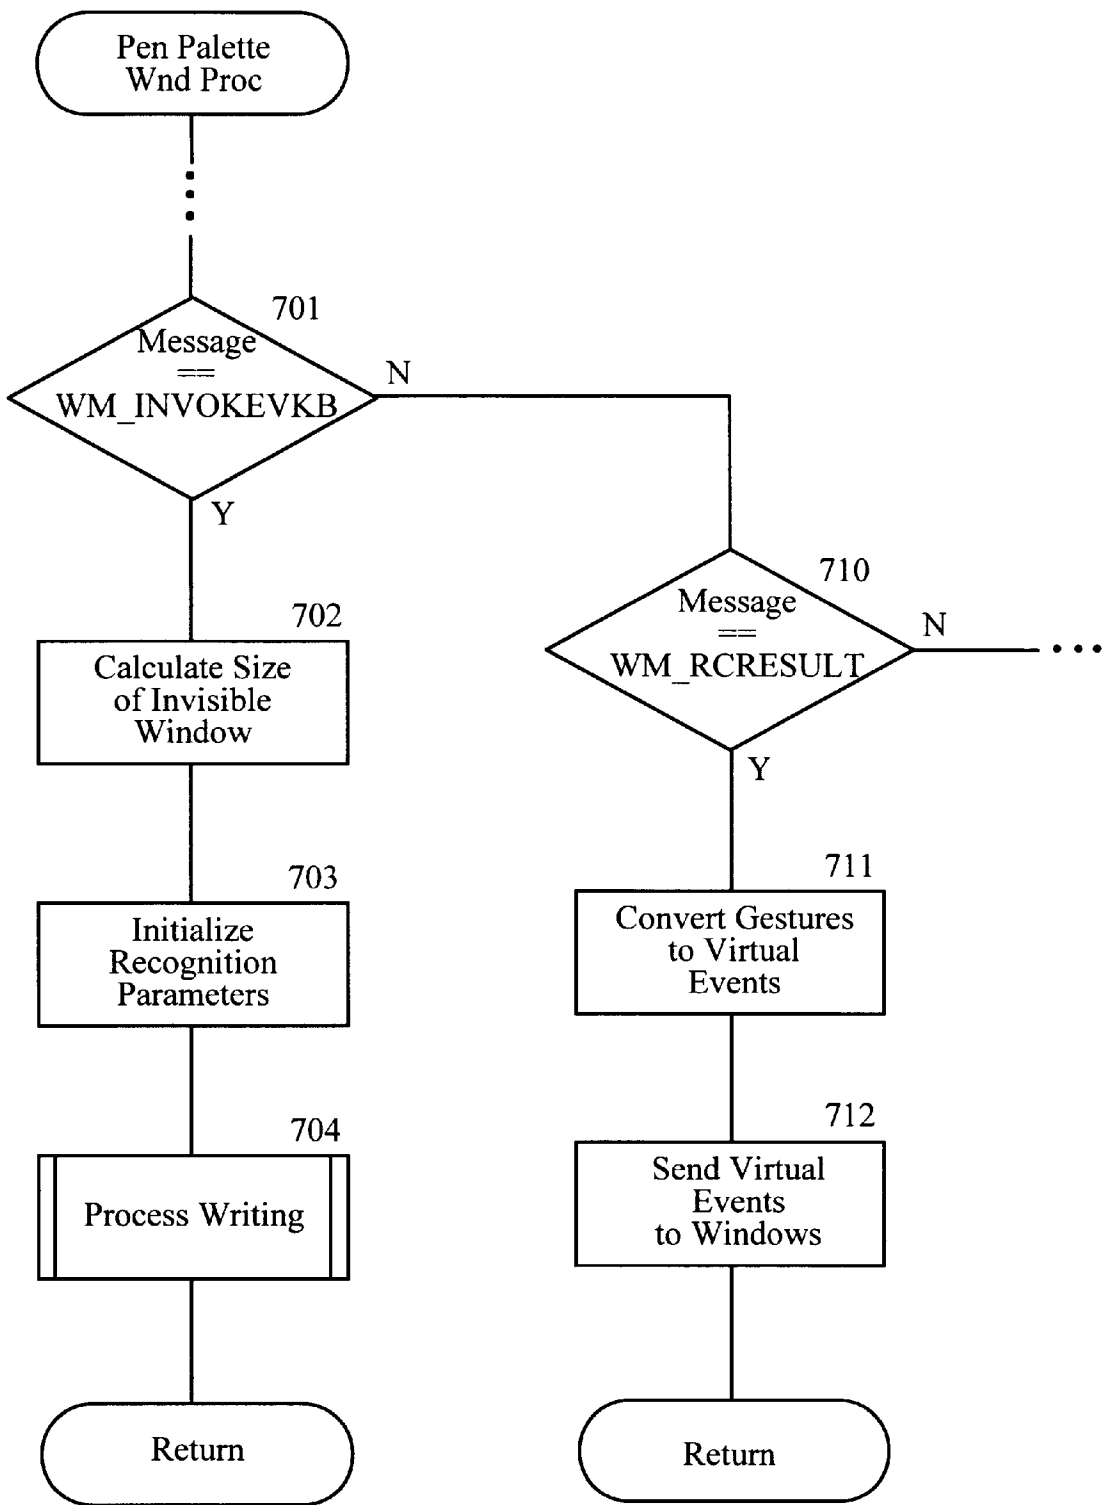 Pen Palette
Wnd Proc
701
Message
==
WM_INVOKEVKB
N
Y
702
Calculate Size
of Invisible
Window
703
Initialize
Recognition
Parameters
704
Process Writing
Return
710
Message
==
WM_RCRESULT
N
Y
711
Convert Gestures
to Virtual
Events
712
Send Virtual
Events
to Windows
Return